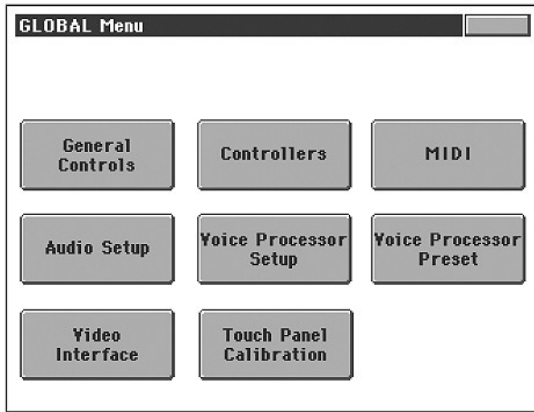 GLOBAL Menu
General
Controls
Controllers
MIDI
Audio Setup
Voice Processor
Setup
Voice Processor
Preset
Video
Interface
Touch Panel
Calibration